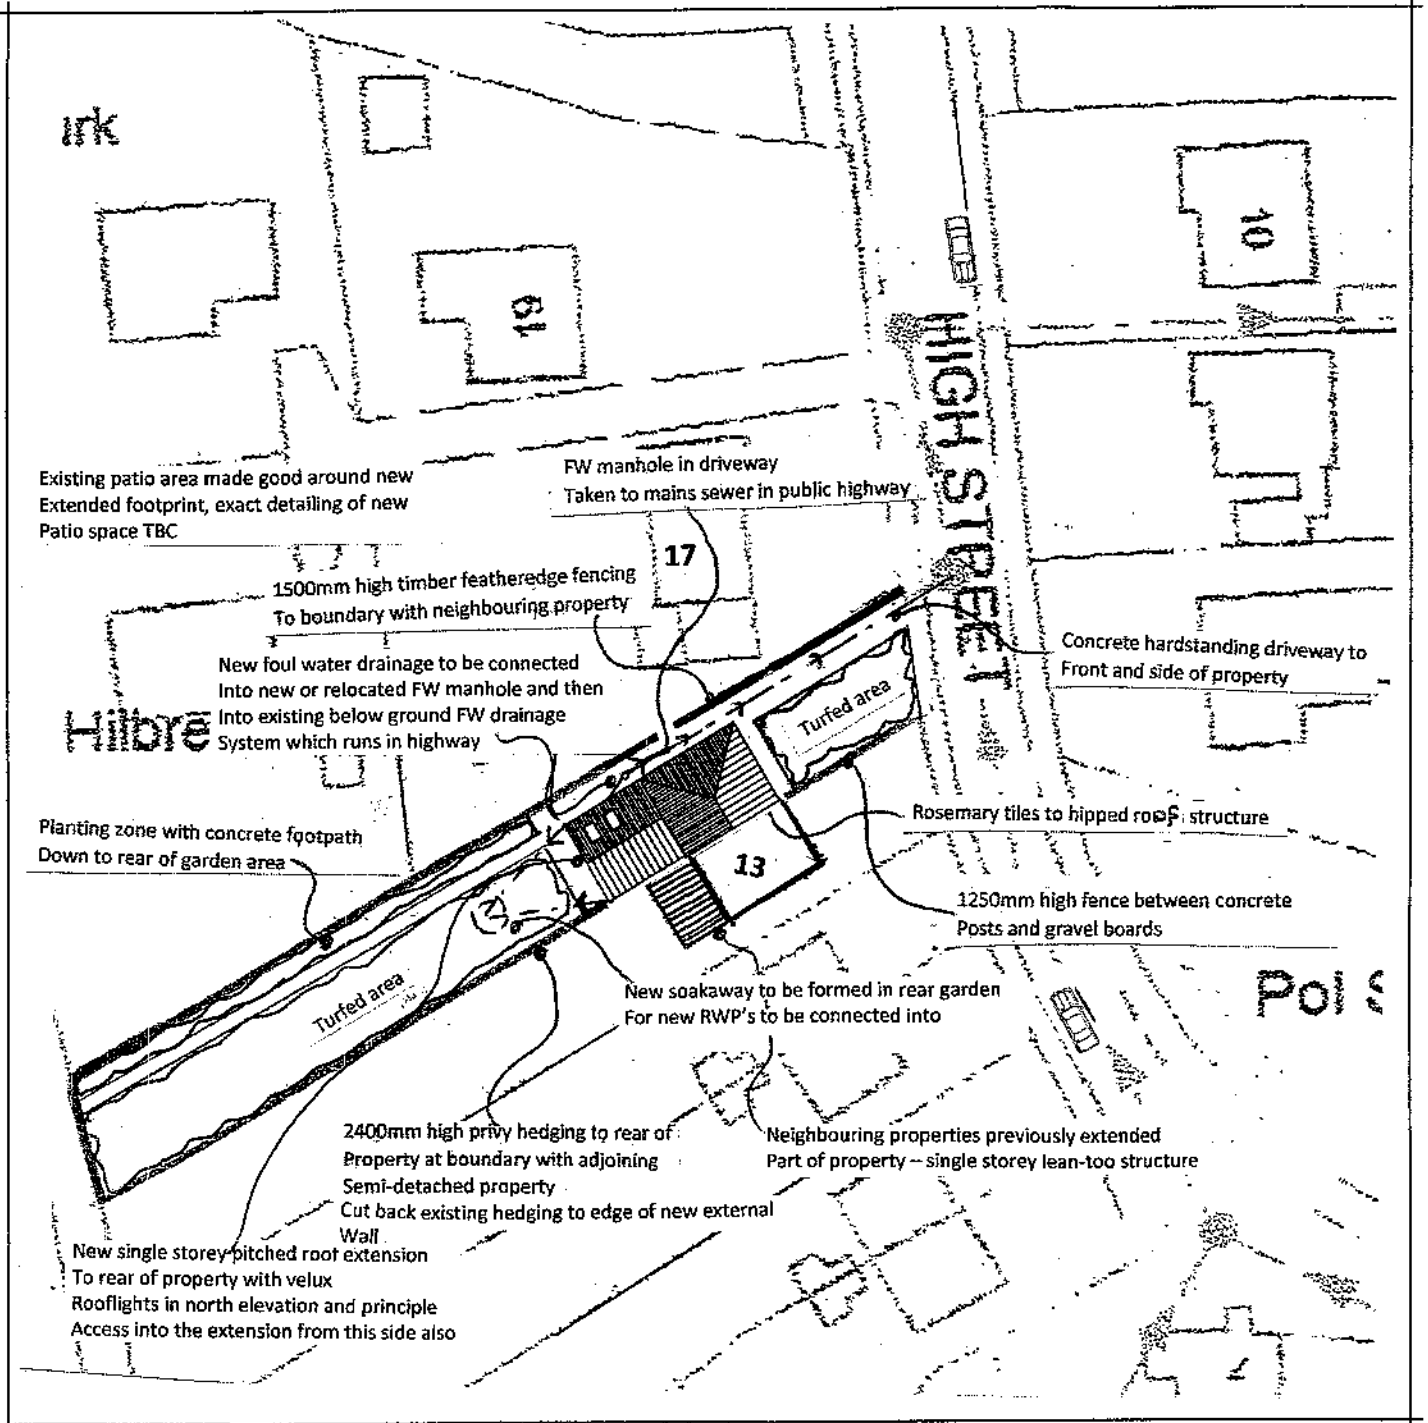 ırk
10
19
HIGH STREET
Existing patio area made good around new
Extended footprint, exact detailing of new
Patio space TBC
FW manhole in driveway
Taken to mains sewer in public highway
17
1500mm high timber featheredge fencing
To boundary with neighbouring property
New foul water drainage to be connected
Into new or relocated FW manhole and then
Into existing below ground FW drainage
System which runs in highway
Hilbre
Concrete hardstanding driveway to
Front and side of property
Turfed area
Rosemary tiles to hipped roof structure
Planting zone with concrete footpath
Down to rear of garden area
13
1250mm high fence between concrete
Posts and gravel boards
Turfed area
New soakaway to be formed in rear garden
For new RWP's to be connected into
Pol S
2400mm high privy hedging to rear of
Property at boundary with adjoining
Semi-detached property
Cut back existing hedging to edge of new external
Wall
Neighbouring properties previously extended
Part of property – single storey lean-too structure
New single storey pitched root extension
To rear of property with velux
Rooflights in north elevation and principle
Access into the extension from this side also
1